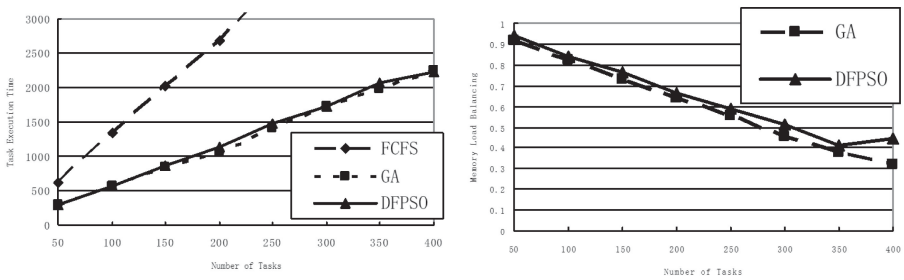 3000
2500
2000
1500
1000
500
0
Task Execution Time
50 100 150 200 250 300 350 400
Number of Tasks
FCFS
GA
DFPSO
1
0.9
0.8
0.7
0.6
0.5
0.4
0.3
0.2
0.1
0
Memory Load Balancing
50 100 150 200 250 300 350 400
Number of Tasks
GA
DFPSO